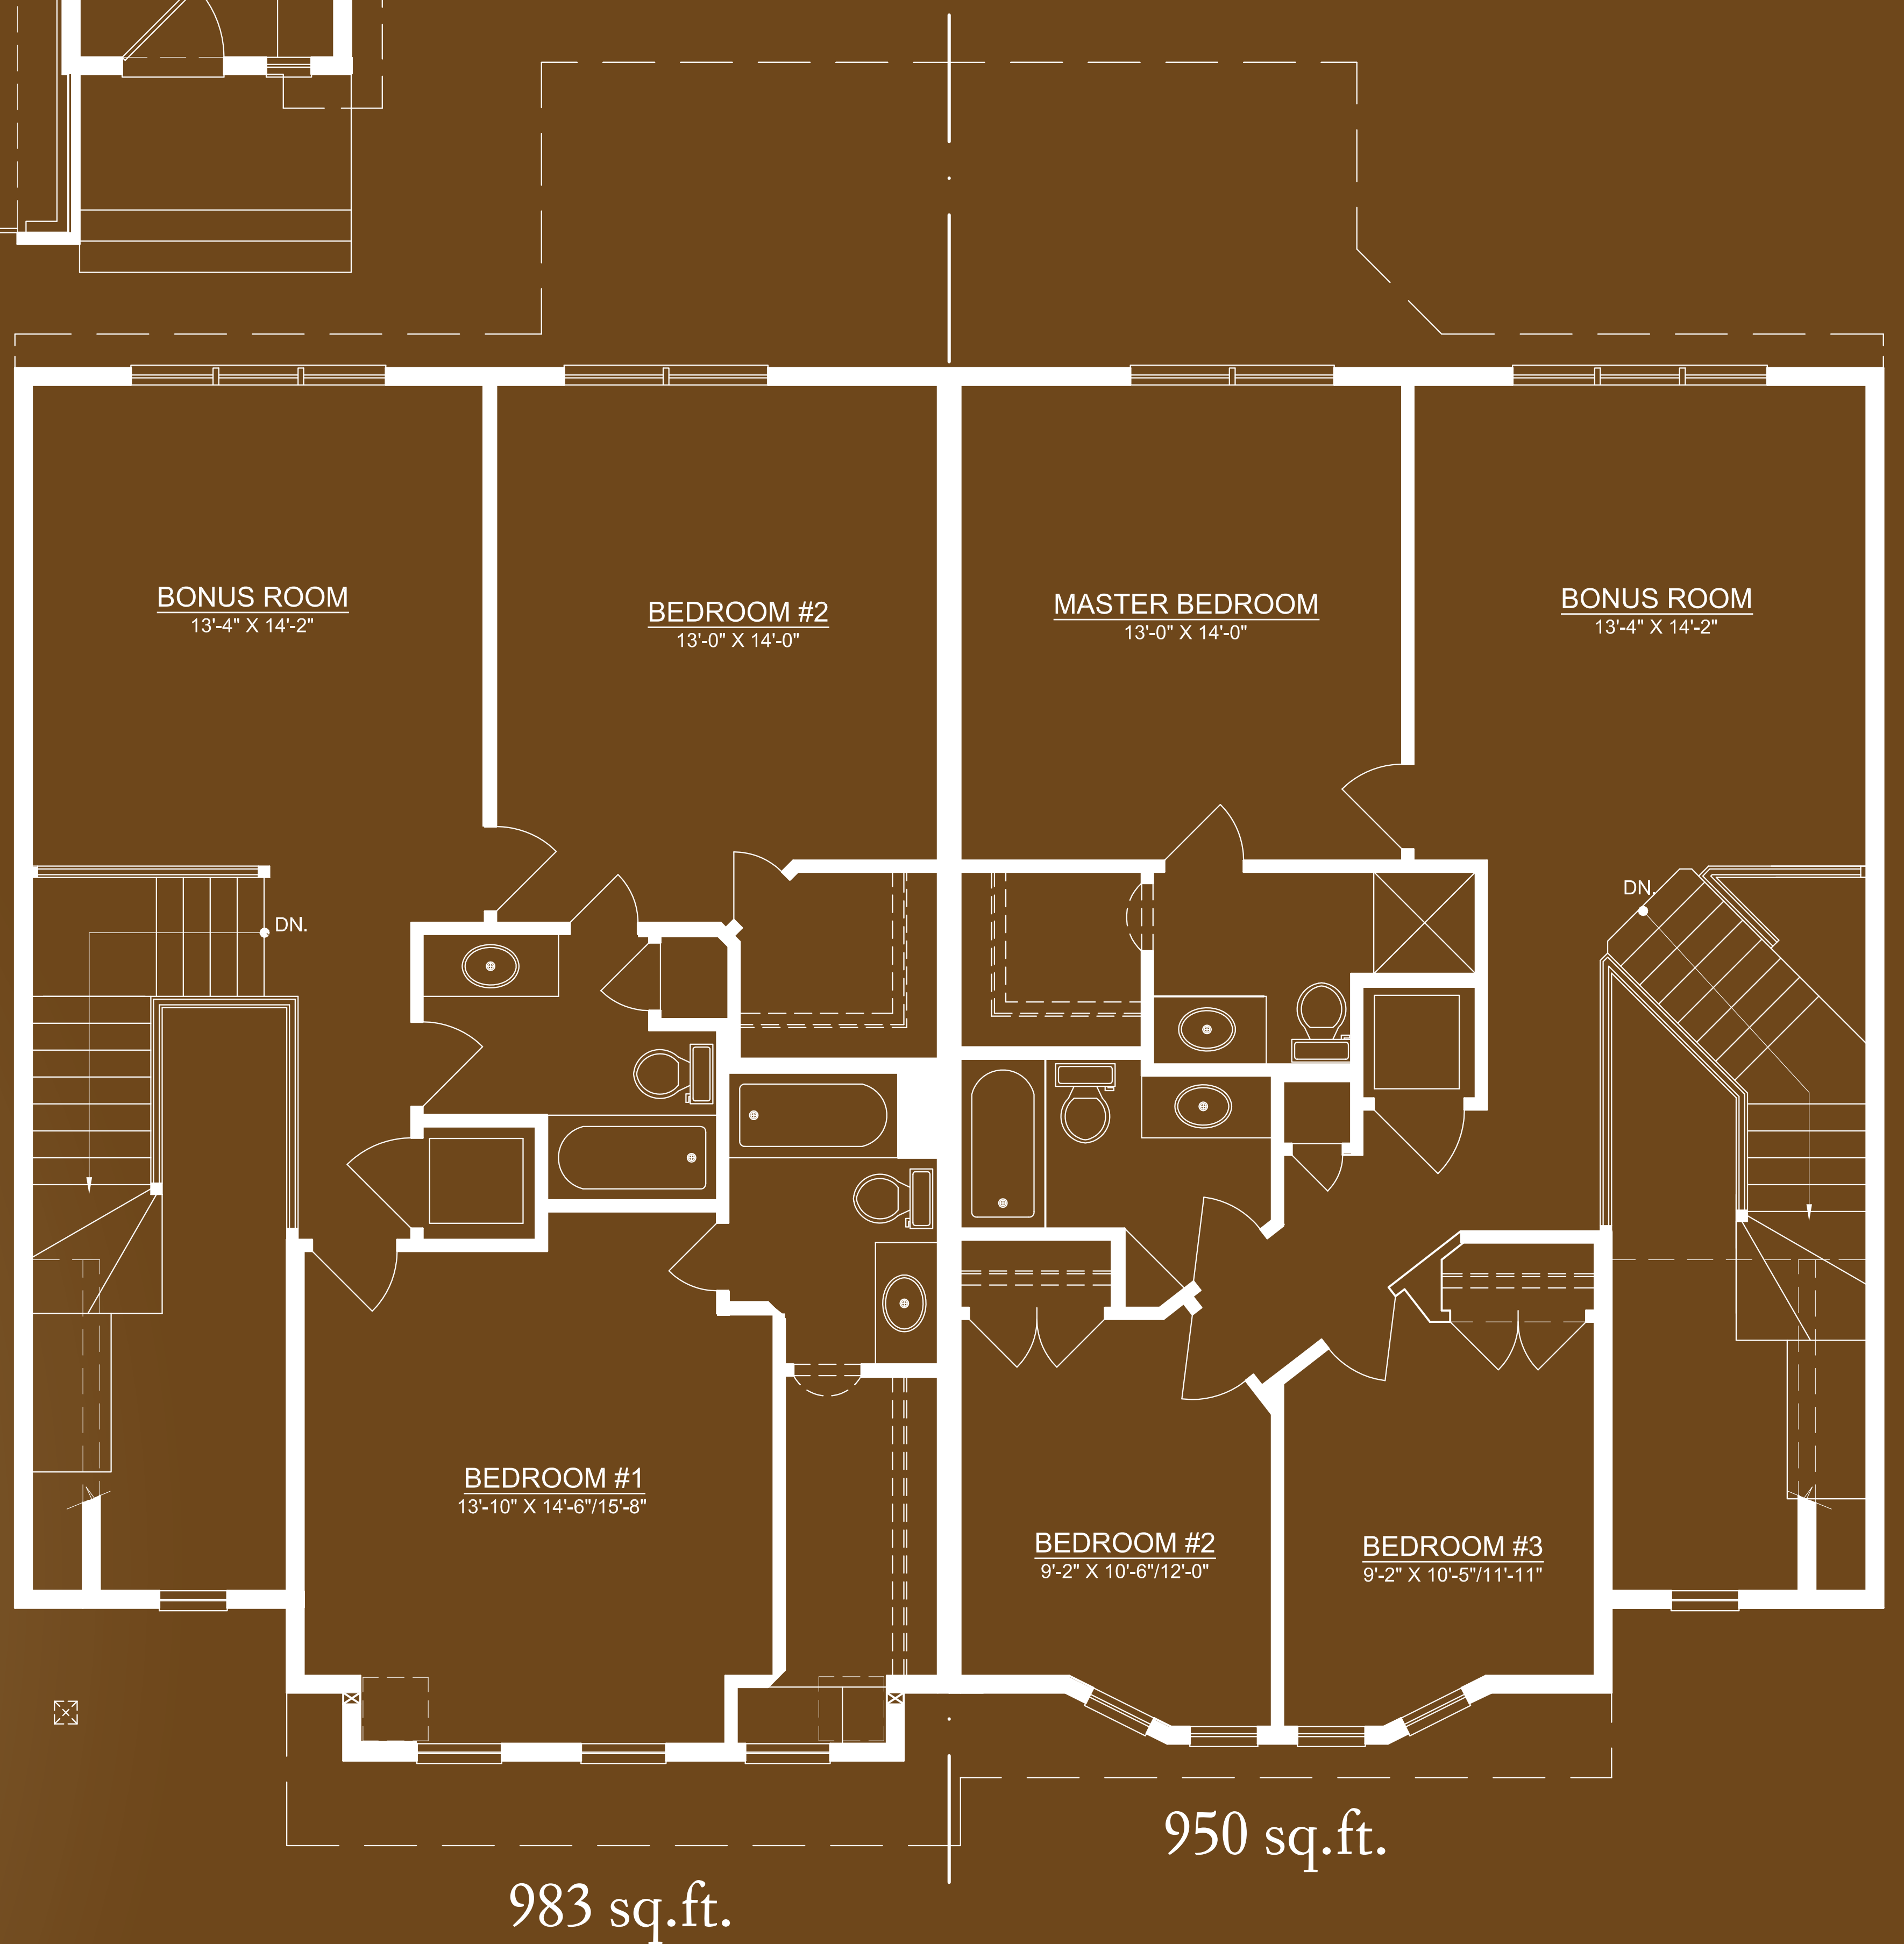 BONUS ROOM
13'-4" X 14'-2"
BEDROOM #2
13'-0" X 14'-0"
MASTER BEDROOM
13'-0" X 14'-0"
BONUS ROOM
13'-4" X 14'-2"
DN.
DN.
BEDROOM #1
13'-10" X 14'-6"/15'-8"
BEDROOM #2
9'-2" X 10'-6"/12'-0"
BEDROOM #3
9'-2" X 10'-5"/11'-11"
950 sq.ft.
983 sq.ft.